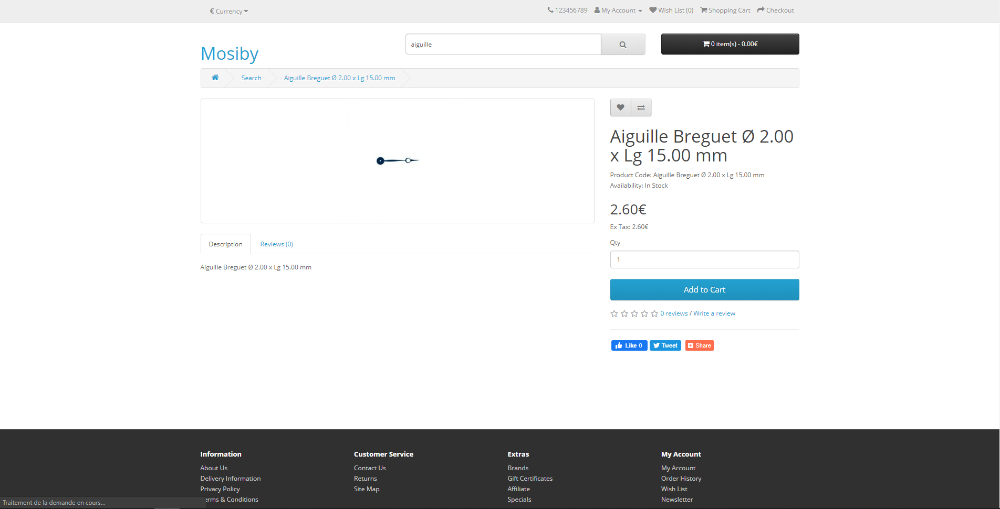 € Currency
123456789 My Account Wish List (0) Shopping Cart Checkout
Mosiby
aiguille
0 item(s) - 0.00€
Search
Aiguille Breguet Ø 2.00 x Lg 15.00 mm
Aiguille Breguet Ø 2.00
x Lg 15.00 mm
Product Code: Aiguille Breguet Ø 2.00 x Lg 15.00 mm
Availability: In Stock
2.60€
Ex Tax: 2.60€
Qty
1
Add to Cart
0 reviews / Write a review
Like 0 Tweet Share
Description
Reviews (0)
Aiguille Breguet Ø 2.00 x Lg 15.00 mm
Information
About Us
Delivery Information
Privacy Policy
erms & Conditions
Customer Service
Contact Us
Returns
Site Map
Extras
Brands
Gift Certificates
Affiliate
Specials
My Account
My Account
Order History
Wish List
Newsletter
Traitement de la demande en cours...